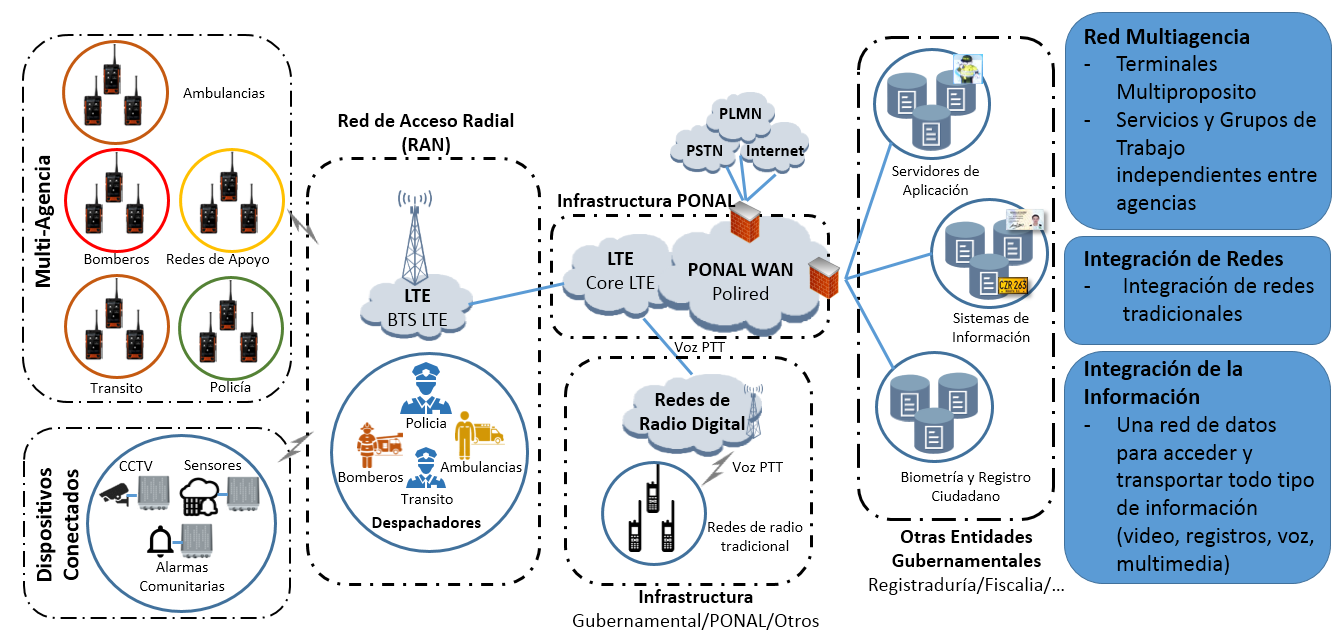 Multi-Agencia
Ambulancias
Bomberos
Redes de Apoyo
Transito
Policía
Dispositivos
Conectados
CCTV
Sensores
Alarmas
Comunitarias
Red de Acceso Radial
(RAN)
LTE
BTS LTE
Policia
Bomberos
Ambulancias
Transito
Despachadores
PLMN
PSTN
Internet
Infrastructura PONAL
LTE
Core LTE
PONAL WAN
Polired
Voz PTT
Redes de
Radio Digital
Voz PTT
Redes de radio
tradicional
Infrastructura
Gubernamental/PONAL/Otros
Servidores de
Aplicación
CZR 263
Sistemas de
Información
Biometría y Registro
Ciudadano
Otras Entidades
Gubernamentales
Registraduría/Fiscalia/...
Red Multiagencia
- Terminales
Multiproposito
- Servicios y Grupos de
Trabajo
independientes entre
agencias
Integración de Redes
- Integración de redes
tradicionales
Integración de la
Información
- Una red de datos
para acceder y
transportar todo tipo
de información
(video, registros, voz,
multimedia)